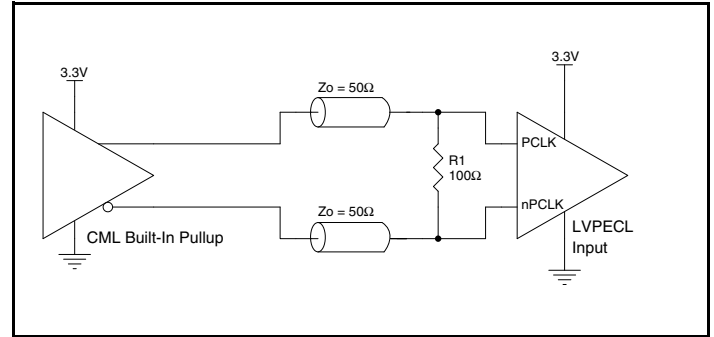 3.3V
3.3V
Zo = 50Ω
R1
100Ω
PCLK
nPCLK
Zo = 50Ω
CML Built-In Pullup
LVPECL
Input